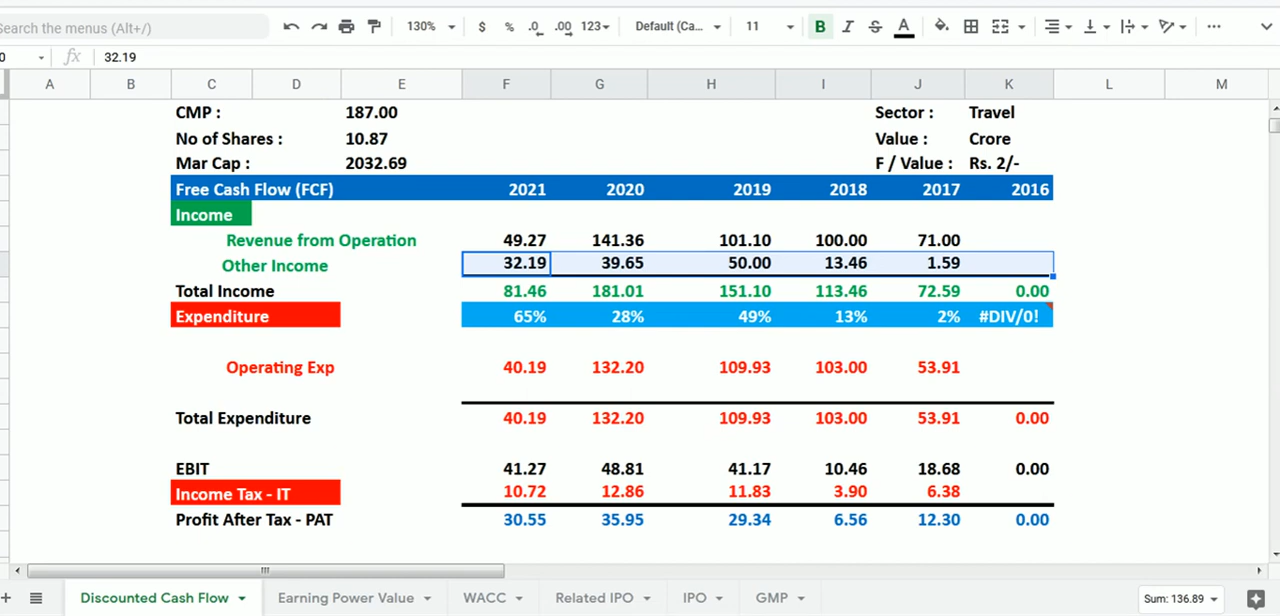 Search the menus (Alt+/) 130% $ % .0 .00 123 Default (Ca... 11 B I S A
fx 32.19
A B C D E F G H I J K L M
CMP : 187.00 Sector : Travel
No of Shares : 10.87 Value : Crore
Mar Cap : 2032.69 F / Value : Rs. 2/-
Free Cash Flow (FCF) 2021 2020 2019 2018 2017 2016
Income
Revenue from Operation 49.27 141.36 101.10 100.00 71.00
Other Income 32.19 39.65 50.00 13.46 1.59
Total Income 81.46 181.01 151.10 113.46 72.59 0.00
Expenditure 65% 28% 49% 13% 2% #DIV/0!
Operating Exp 40.19 132.20 109.93 103.00 53.91
Total Expenditure 40.19 132.20 109.93 103.00 53.91 0.00
EBIT 41.27 48.81 41.17 10.46 18.68 0.00
Income Tax - IT 10.72 12.86 11.83 3.90 6.38
Profit After Tax - PAT 30.55 35.95 29.34 6.56 12.30 0.00
Discounted Cash Flow Earning Power Value WACC Related IPO IPO GMP Sum: 136.89